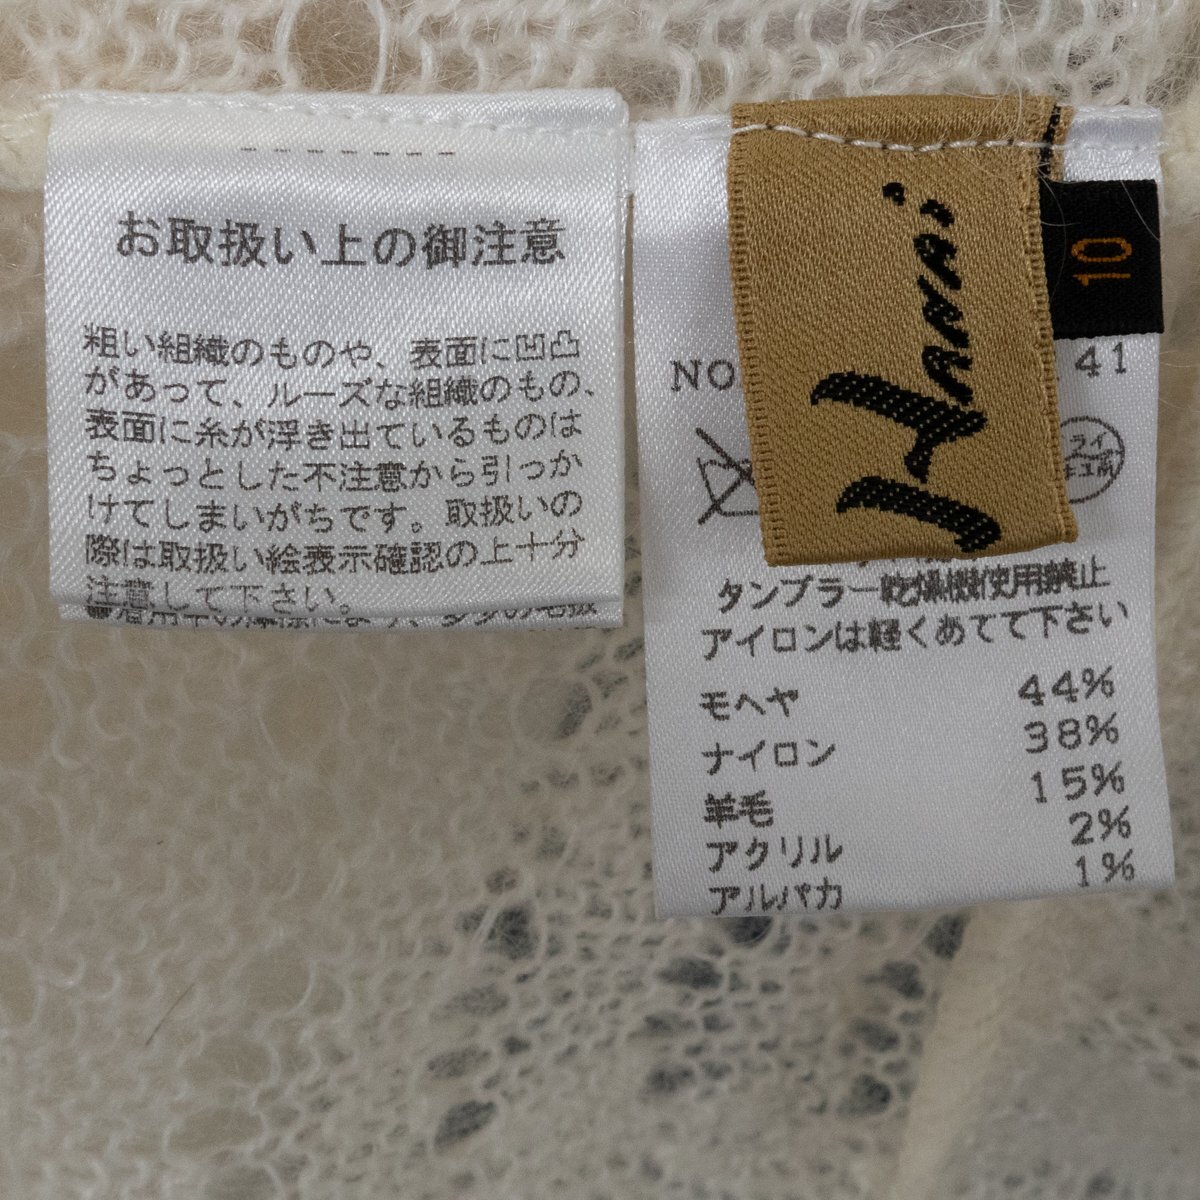 お取扱い上の御注意
粗い組織のものや、表面に凹凸
があって、ルーズな組織のもの、
表面に糸が浮き出ているものは
ちょっとした不注意から引っか
けてしまいがちです。取扱いの
際は取扱い絵表示確認の上十分
注意して下さい。
Hanai
10
NO
41
ドライ
タンブラー乾燥機使用禁止
アイロンは軽くあてて下さい
モヘヤ 44%
ナイロン 38%
羊毛 15%
アクリル 2%
アルパカ 1%